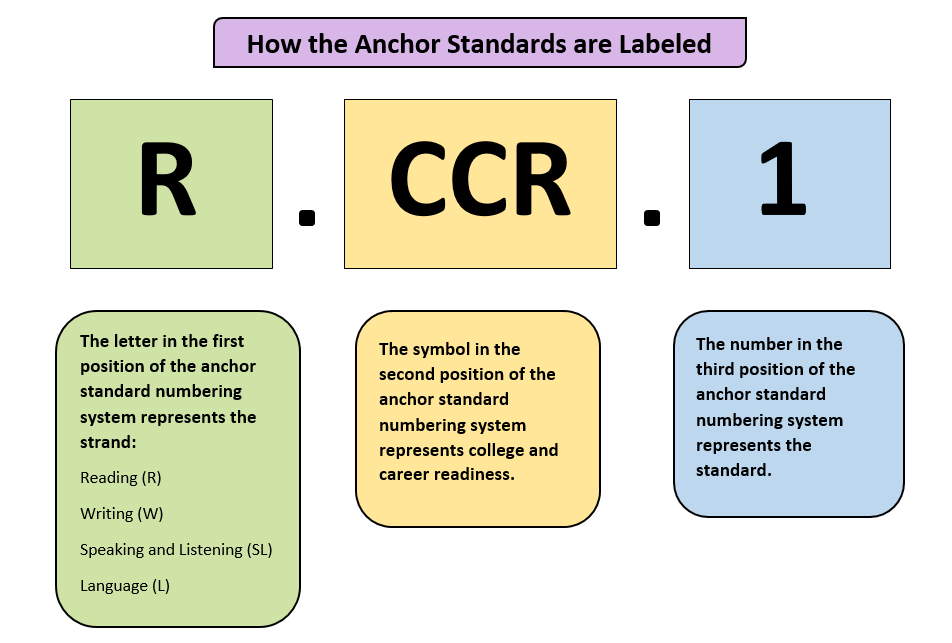 How the Anchor Standards are Labeled
R . CCR . 1
The letter in the first
position of the anchor
standard numbering
system represents the
strand:
Reading (R)
Writing (W)
Speaking and Listening (SL)
Language (L)
The symbol in the
second position of the
anchor standard
numbering system
represents college and
career readiness.
The number in the
third position of the
anchor standard
numbering system
represents the
standard.